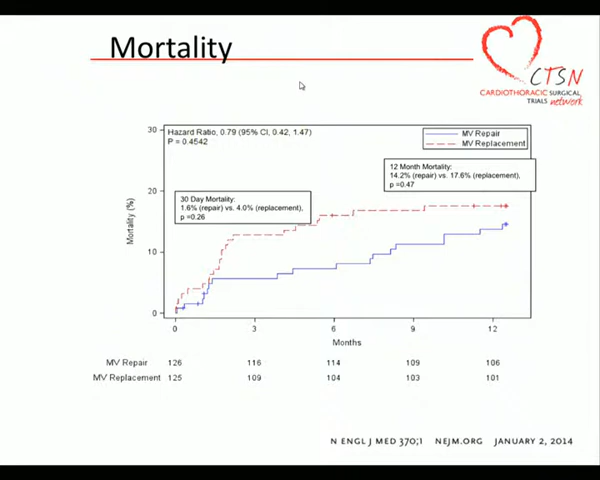 Mortality
CTSN
CARDIOTHORACIC SURGICAL
TRIALS network
Hazard Ratio, 0.79 (95% CI, 0.42, 1.47)
P = 0.4542
MV Repair
MV Replacement
12 Month Mortality:
14.2% (repair) vs. 17.6% (replacement),
p =0.47
30 Day Mortality:
1.6% (repair) vs. 4.0% (replacement),
p =0.26
Mortality (%)
30
20
10
0
0 3 6 9 12
Months
MV Repair 126 116 114 109 106
MV Replacement 125 109 104 103 101
N ENGL J MED 370;1 NEJM.ORG JANUARY 2, 2014